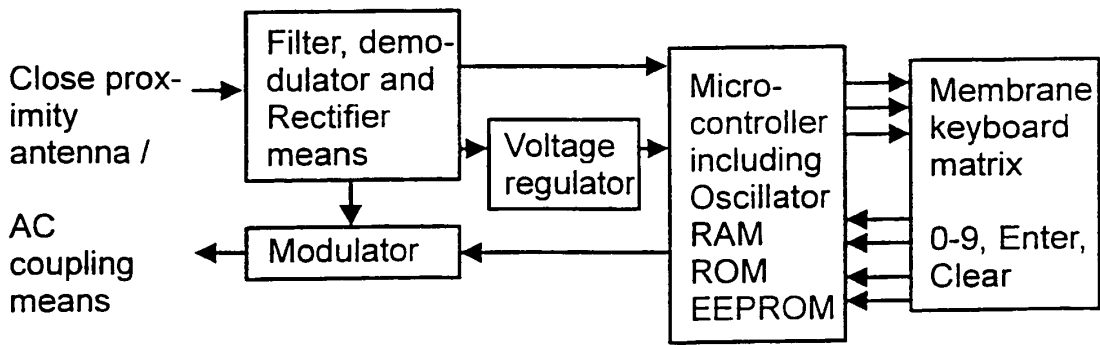 Close prox-
imity
antenna /
AC
coupling
means
Filter, demo-
dulator and
Rectifier
means
Voltage
regulator
Modulator
Micro-
controller
including
Oscillator
RAM
ROM
EEPROM
Membrane
keyboard
matrix
0-9, Enter,
Clear